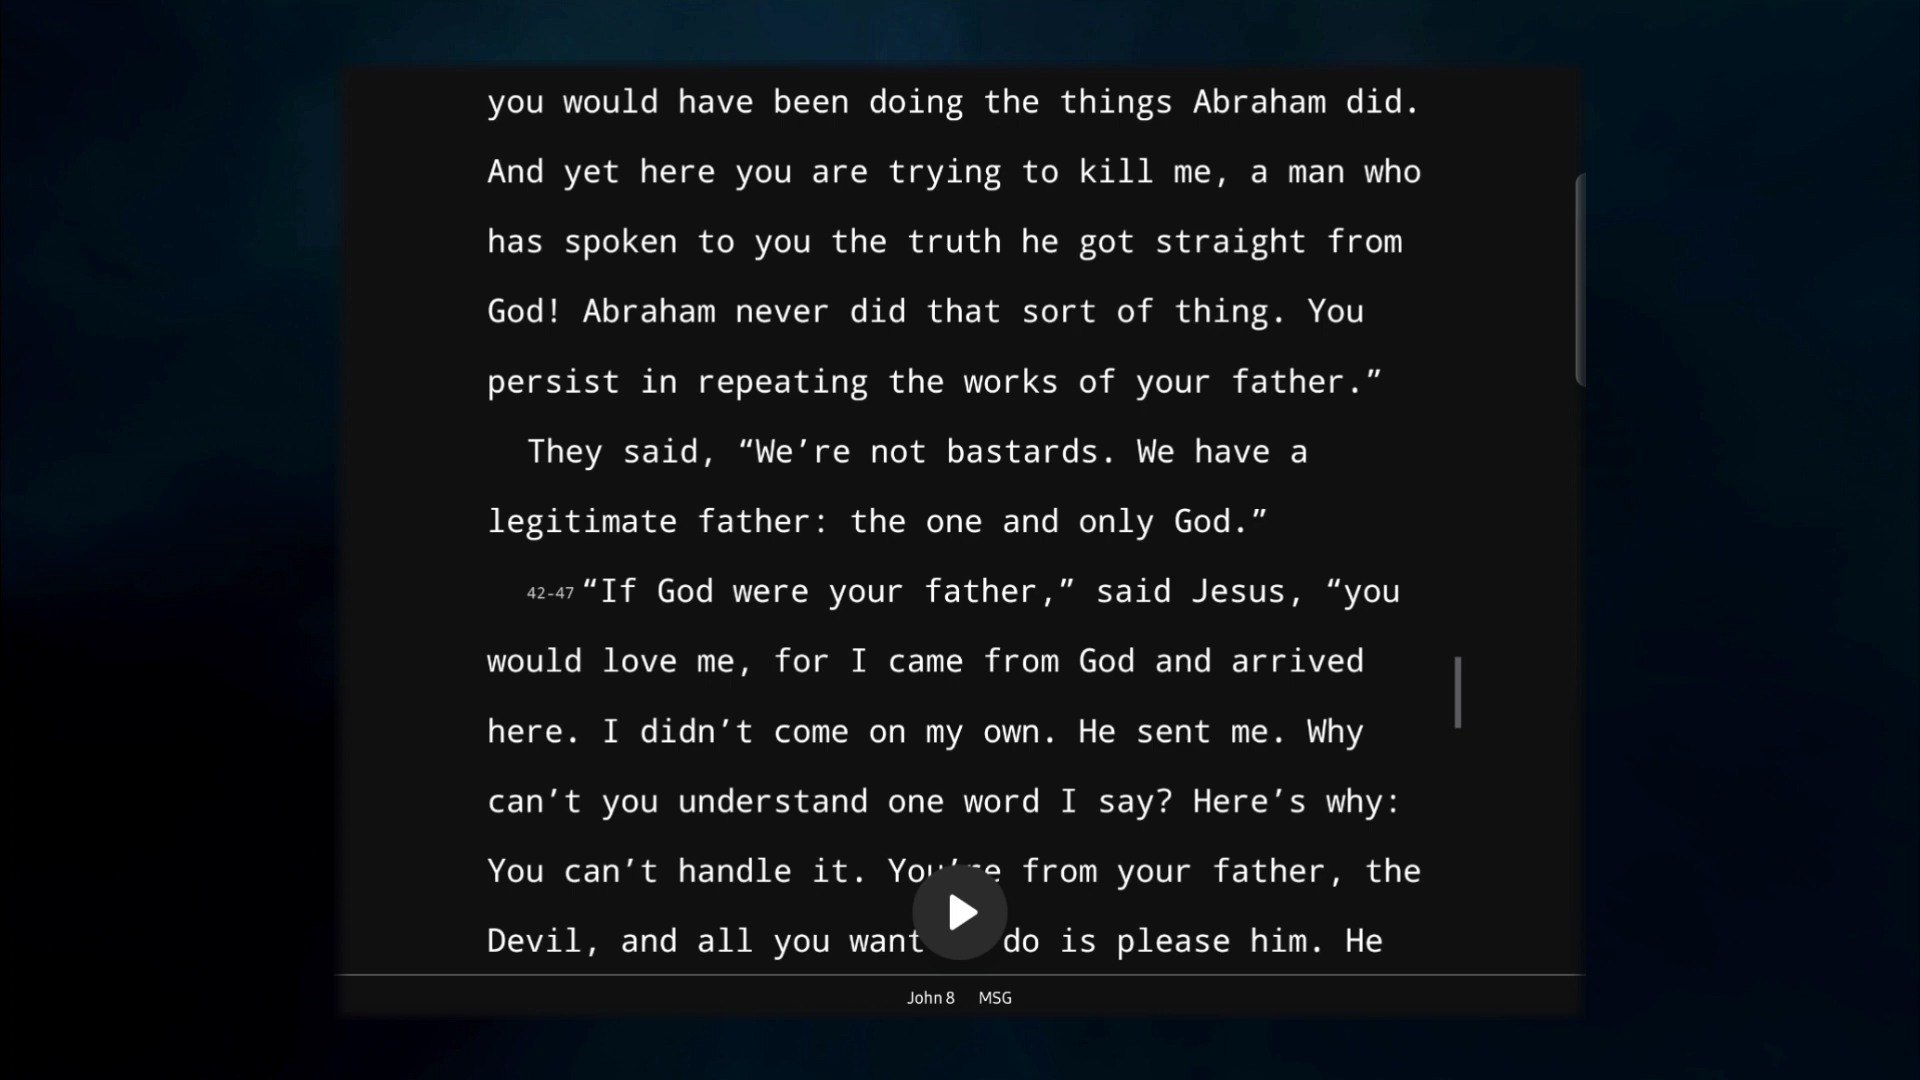 you would have been doing the things Abraham did.
And yet here you are trying to kill me, a man who
has spoken to you the truth he got straight from
God! Abraham never did that sort of thing. You
persist in repeating the works of your father.”
They said, “We’re not bastards. We have a
legitimate father: the one and only God.”
42-47 “If God were your father,” said Jesus, “you
would love me, for I came from God and arrived
here. I didn’t come on my own. He sent me. Why
can’t you understand one word I say? Here’s why:
You can’t handle it. You’re from your father, the
Devil, and all you want do is please him. He
John 8 MSG